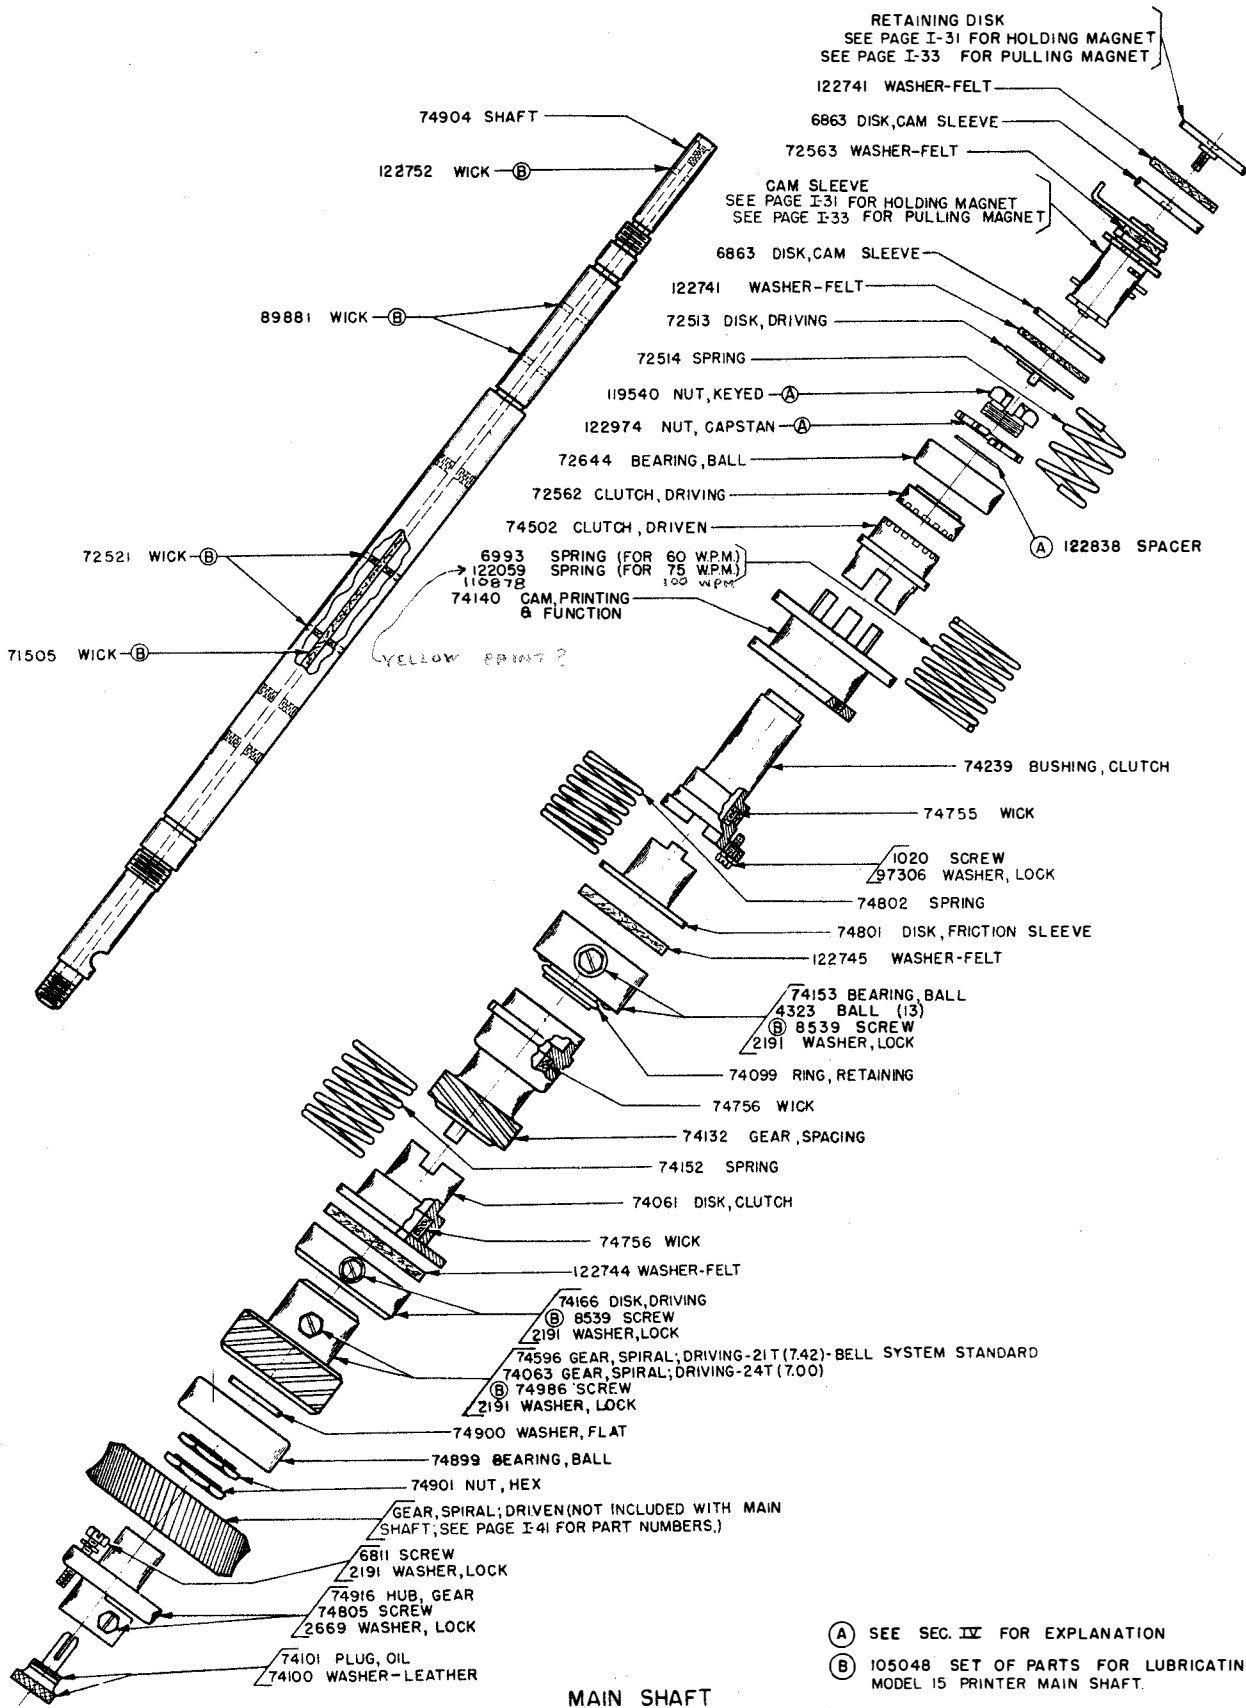 RETAINING DISK
SEE PAGE I-31 FOR HOLDING MAGNET
SEE PAGE I-33 FOR PULLING MAGNET
122741 WASHER-FELT
6863 DISK, CAM SLEEVE
72563 WASHER-FELT
CAM SLEEVE
SEE PAGE I-31 FOR HOLDING MAGNET
SEE PAGE I-33 FOR PULLING MAGNET
6863 DISK, CAM SLEEVE
122741 WASHER-FELT
72513 DISK, DRIVING
72514 SPRING
119540 NUT, KEYED A
122974 NUT, CAPSTAN A
72644 BEARING, BALL
72562 CLUTCH, DRIVING
74502 CLUTCH, DRIVEN
A 122838 SPACER
6993 SPRING (FOR 60 W.P.M.)
122059 SPRING (FOR 75 W.P.M.)
110878 100 WPM
74140 CAM, PRINTING
& FUNCTION
YELLOW PAINT?
74904 SHAFT
122752 WICK B
89881 WICK B
72521 WICK B
71505 WICK B
74239 BUSHING, CLUTCH
74755 WICK
1020 SCREW
97306 WASHER, LOCK
74802 SPRING
74801 DISK, FRICTION SLEEVE
122745 WASHER-FELT
74153 BEARING, BALL
4323 BALL (13)
B 8539 SCREW
2191 WASHER, LOCK
74099 RING, RETAINING
74756 WICK
74132 GEAR, SPACING
74152 SPRING
74061 DISK, CLUTCH
74756 WICK
122744 WASHER-FELT
74166 DISK, DRIVING
B 8539 SCREW
2191 WASHER, LOCK
74596 GEAR, SPIRAL; DRIVING-21T (7.42)-BELL SYSTEM STANDARD
74063 GEAR, SPIRAL; DRIVING-24T (7.00)
B 74986 SCREW
2191 WASHER, LOCK
74900 WASHER, FLAT
74899 BEARING, BALL
74901 NUT, HEX
GEAR, SPIRAL; DRIVEN (NOT INCLUDED WITH MAIN
SHAFT; SEE PAGE I-41 FOR PART NUMBERS.)
6811 SCREW
2191 WASHER, LOCK
74916 HUB, GEAR
74805 SCREW
2669 WASHER, LOCK
74101 PLUG, OIL
74100 WASHER-LEATHER
A SEE SEC. IV FOR EXPLANATION
B 105048 SET OF PARTS FOR LUBRICATIN
MODEL 15 PRINTER MAIN SHAFT.
MAIN SHAFT